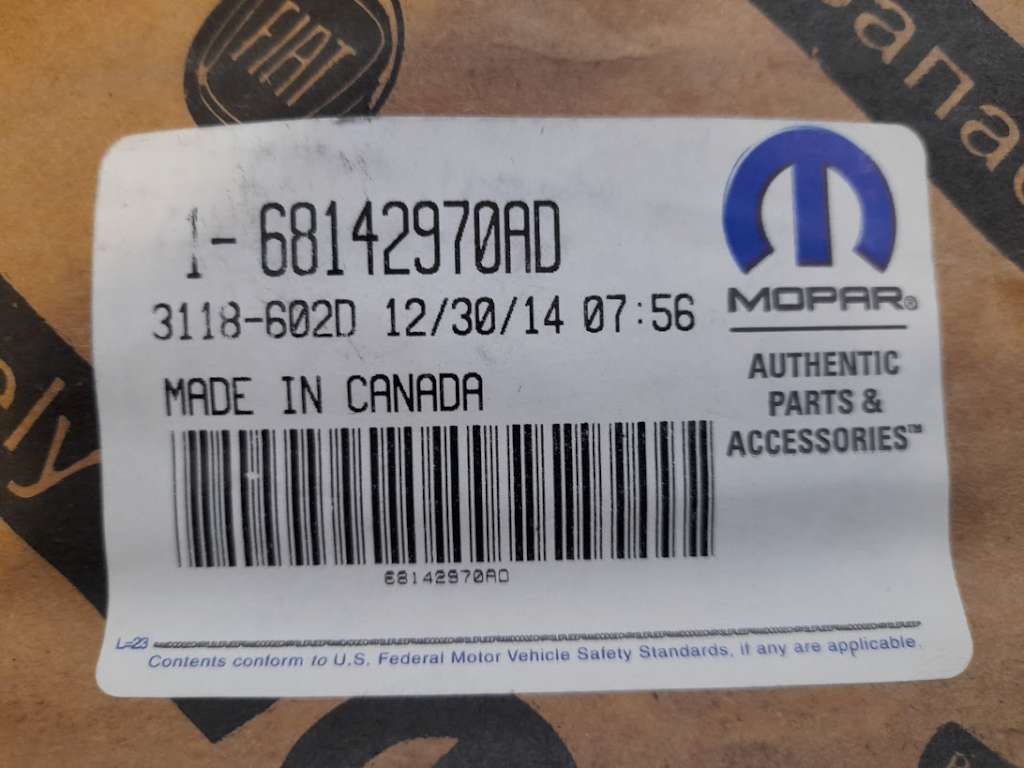 FIAT
1- 68142970AD
3118-602D 12/30/14 07:56
MADE IN CANADA
68142970AD
MOPAR®
AUTHENTIC
PARTS &
ACCESSORIES™
L=23
Contents conform to U.S. Federal Motor Vehicle Safety Standards, if any are applicable.